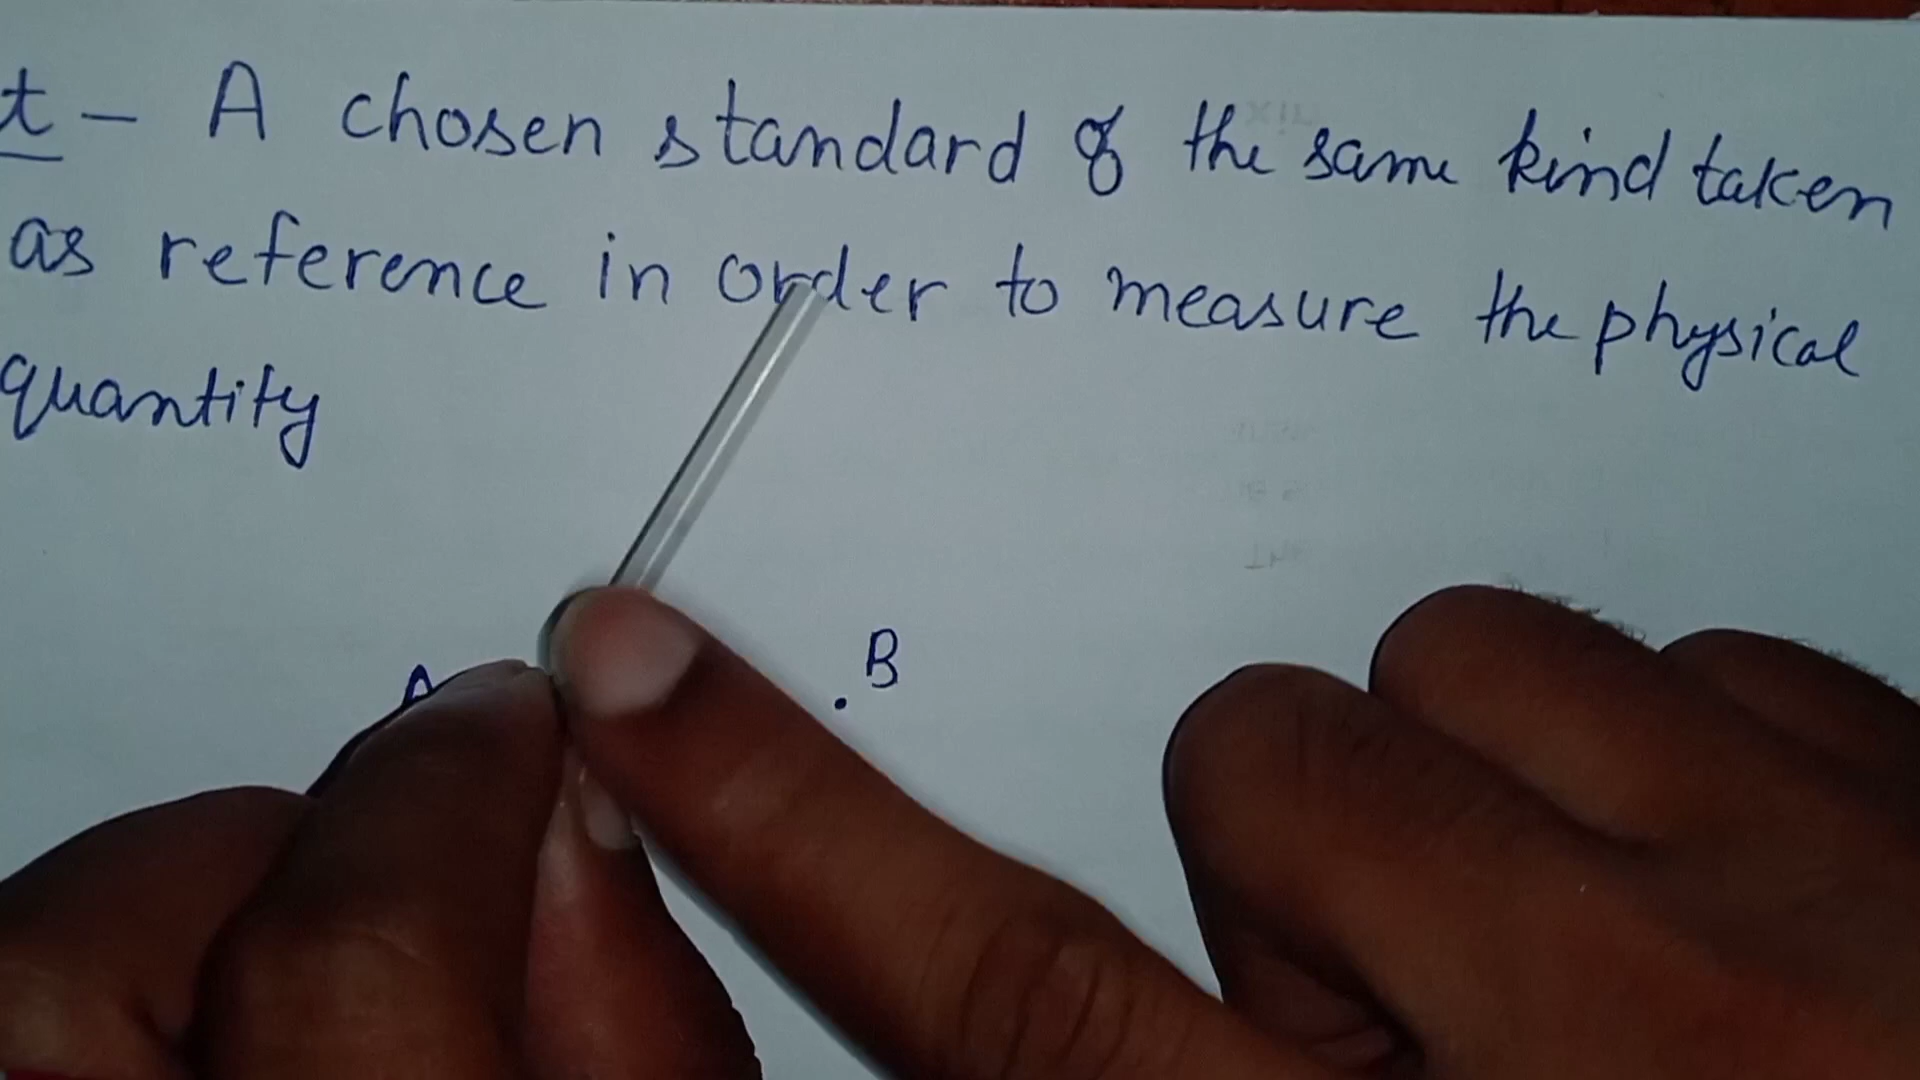 t - A chosen standard of the same kind taken
as reference in order to measure the physical
quantity
A
B